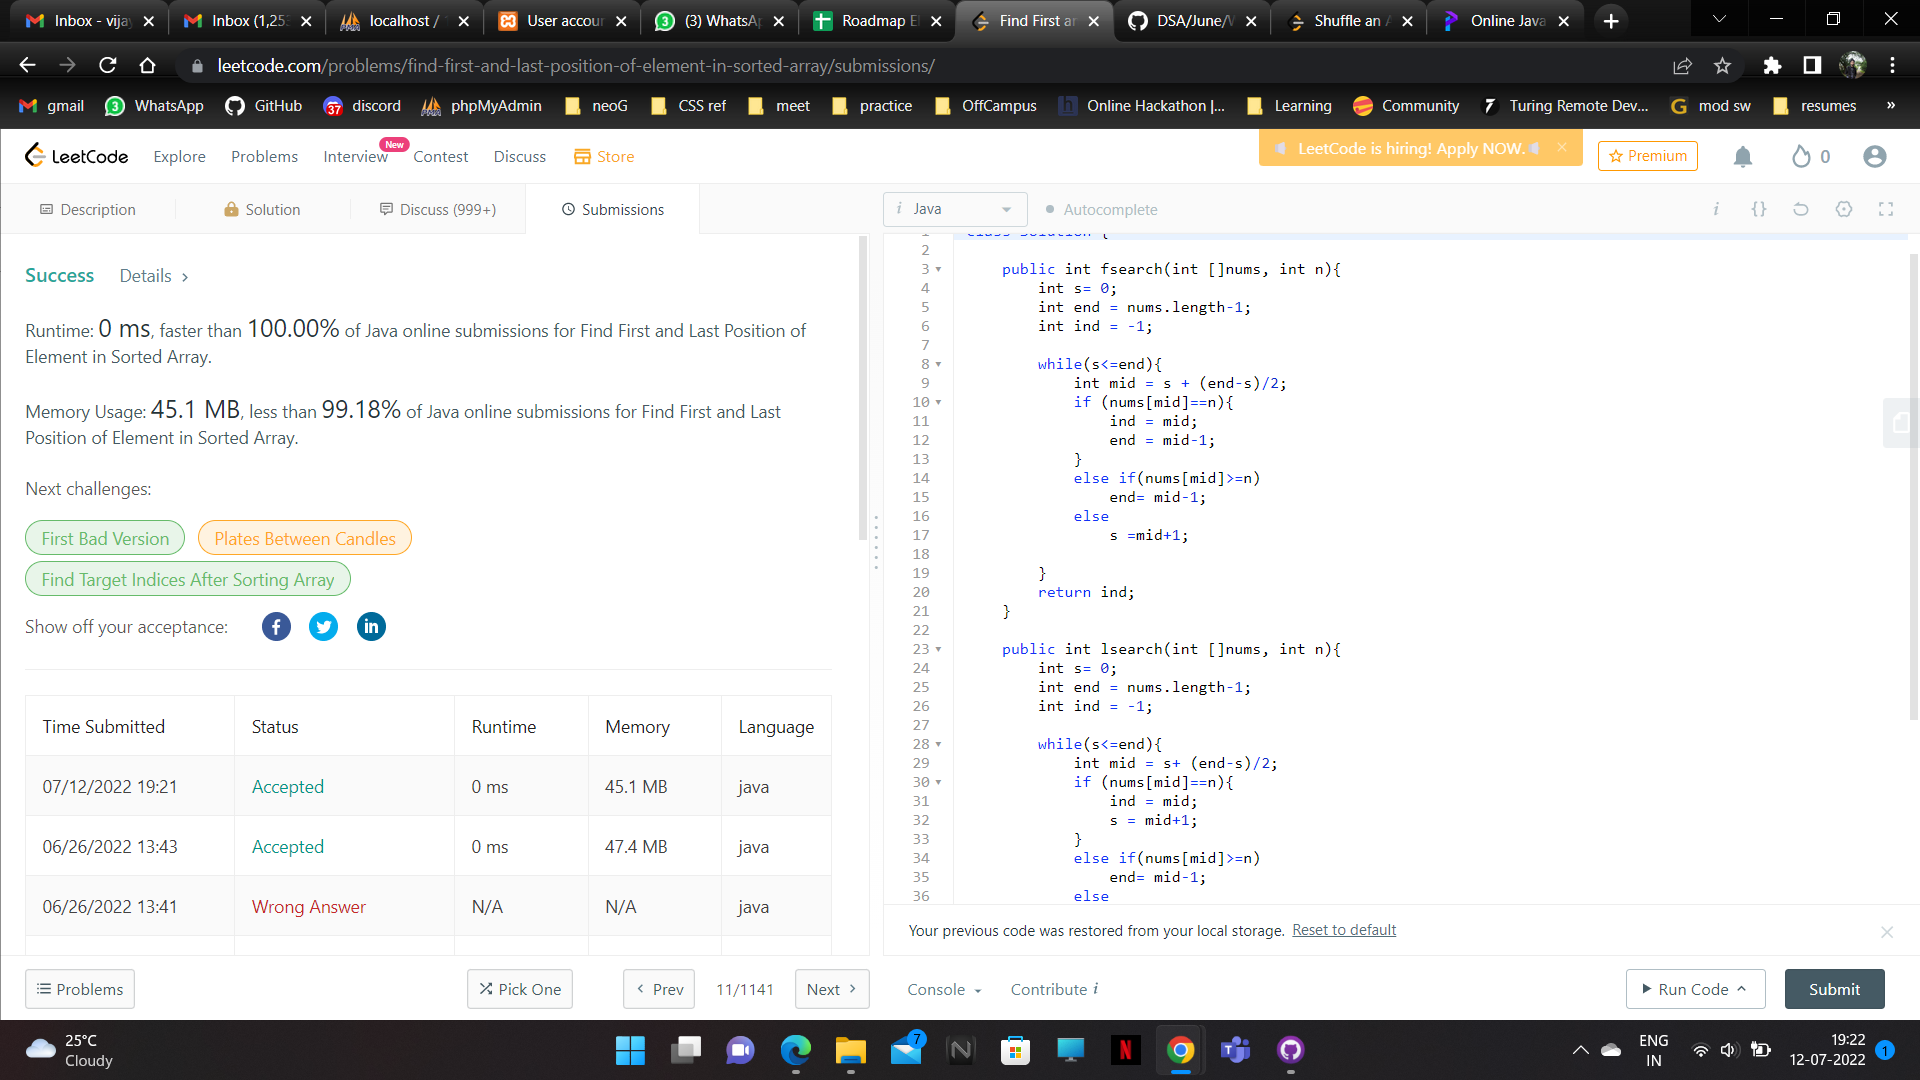 Inbox - vija
Inbox (1,253
localhost /
User accoun
(3) WhatsAp
Roadmap El
Find First an
DSA/June/V
Shuffle an A
Online Java
leetcode.com/problems/find-first-and-last-position-of-element-in-sorted-array/submissions/
gmail
WhatsApp
GitHub
37 discord
phpMyAdmin
neoG
CSS ref
meet
practice
OffCampus
h Online Hackathon |...
Learning
Community
Turing Remote Dev...
mod sw
resumes
»
LeetCode
Explore
Problems
Interview
New
Contest
Discuss
Store
LeetCode is hiring! Apply NOW.
Premium
0
Description
Solution
Discuss (999+)
Submissions
i Java
Autocomplete
i {}
Success
Details >
Runtime: 0 ms, faster than 100.00% of Java online submissions for Find First and Last Position of
Element in Sorted Array.
Memory Usage: 45.1 MB, less than 99.18% of Java online submissions for Find First and Last
Position of Element in Sorted Array.
Next challenges:
First Bad Version
Plates Between Candles
Find Target Indices After Sorting Array
Show off your acceptance:
Time Submitted Status Runtime Memory Language
07/12/2022 19:21 Accepted 0 ms 45.1 MB java
06/26/2022 13:43 Accepted 0 ms 47.4 MB java
06/26/2022 13:41 Wrong Answer N/A N/A java
1 class Solution {
2
3 public int fsearch(int []nums, int n){
4 int s= 0;
5 int end = nums.length-1;
6 int ind = -1;
7
8 while(s<=end){
9 int mid = s + (end-s)/2;
10 if (nums[mid]==n){
11 ind = mid;
12 end = mid-1;
13 }
14 else if(nums[mid]>=n)
15 end= mid-1;
16 else
17 s =mid+1;
18
19 }
20 return ind;
21 }
22
23 public int lsearch(int []nums, int n){
24 int s= 0;
25 int end = nums.length-1;
26 int ind = -1;
27
28 while(s<=end){
29 int mid = s+ (end-s)/2;
30 if (nums[mid]==n){
31 ind = mid;
32 s = mid+1;
33 }
34 else if(nums[mid]>=n)
35 end= mid-1;
36 else
Your previous code was restored from your local storage. Reset to default
Problems
Pick One
< Prev
11/1141
Next >
Console
Contribute i
Run Code
Submit
25°C
Cloudy
7
ENG
IN
19:22
12-07-2022
1